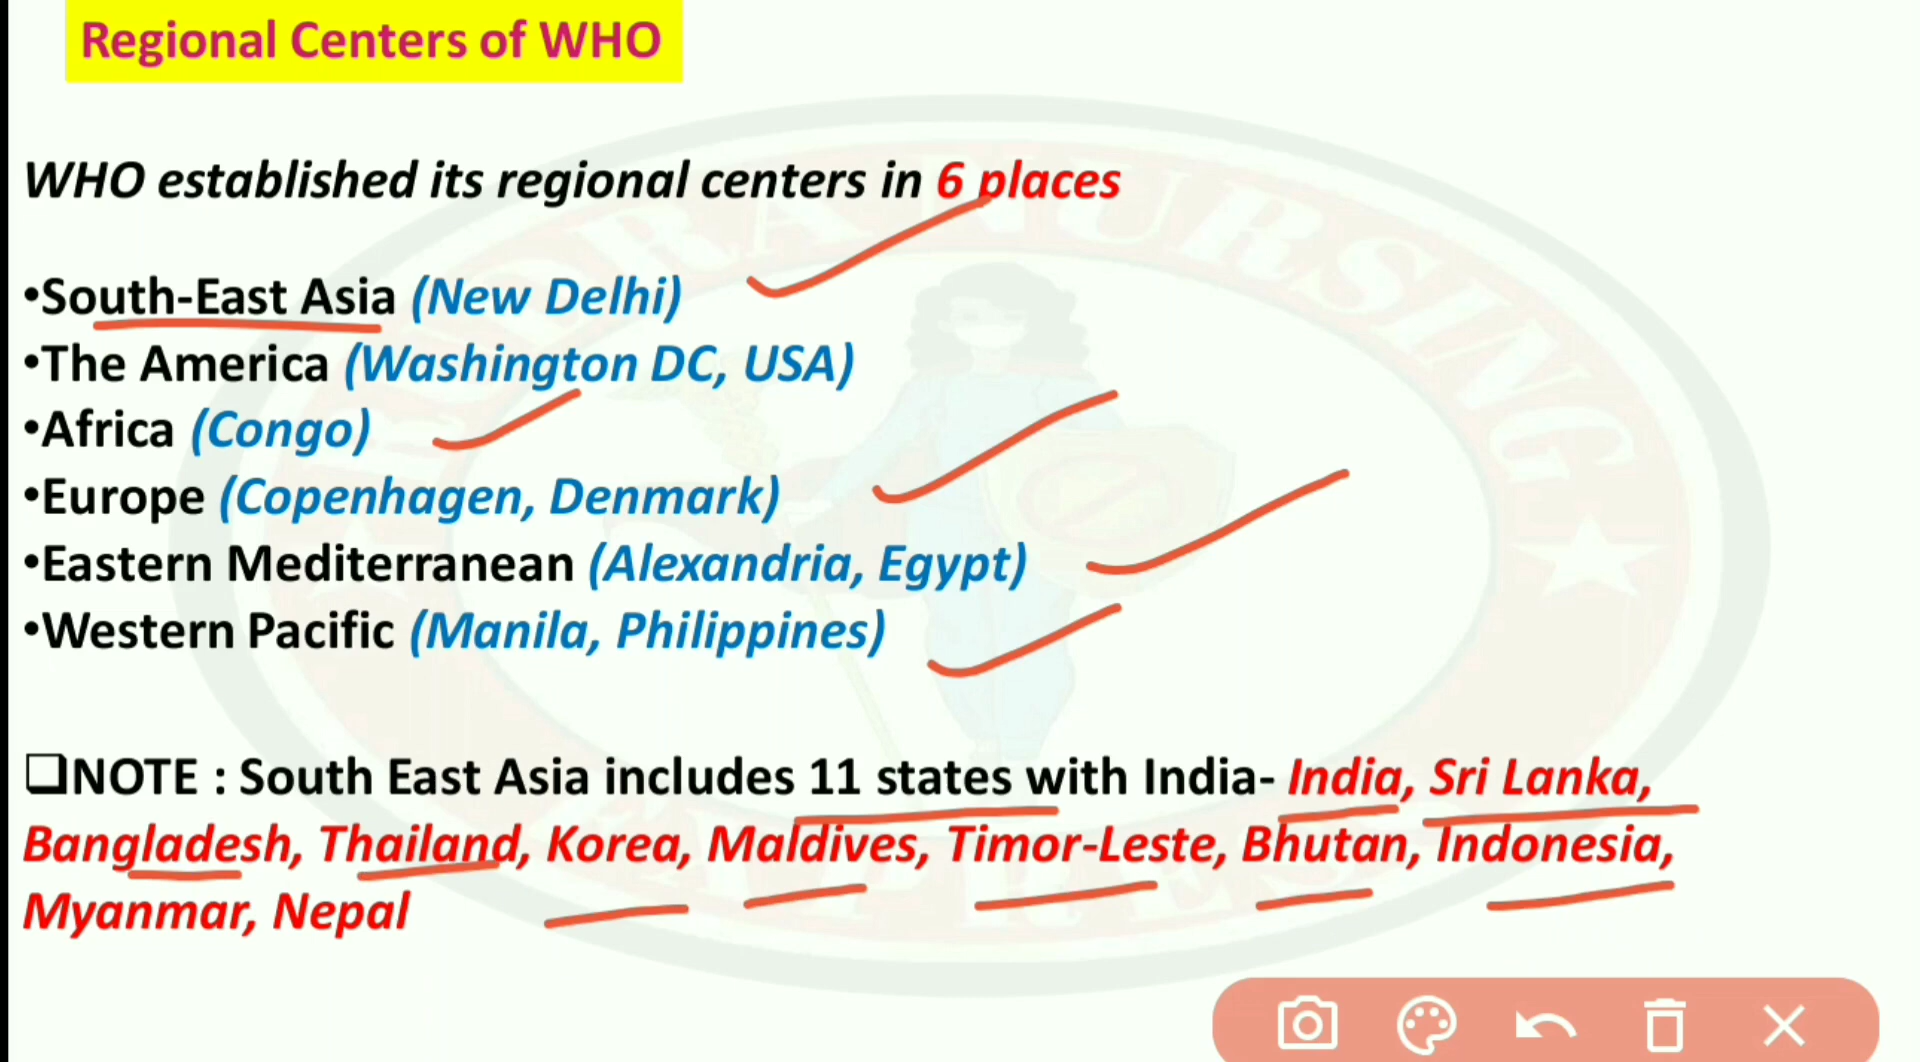 Regional Centers of WHO
WHO established its regional centers in 6 places
•South-East Asia (New Delhi)
•The America (Washington DC, USA)
•Africa (Congo)
•Europe (Copenhagen, Denmark)
•Eastern Mediterranean (Alexandria, Egypt)
•Western Pacific (Manila, Philippines)
❑NOTE : South East Asia includes 11 states with India- India, Sri Lanka,
Bangladesh, Thailand, Korea, Maldives, Timor-Leste, Bhutan, Indonesia,
Myanmar, Nepal